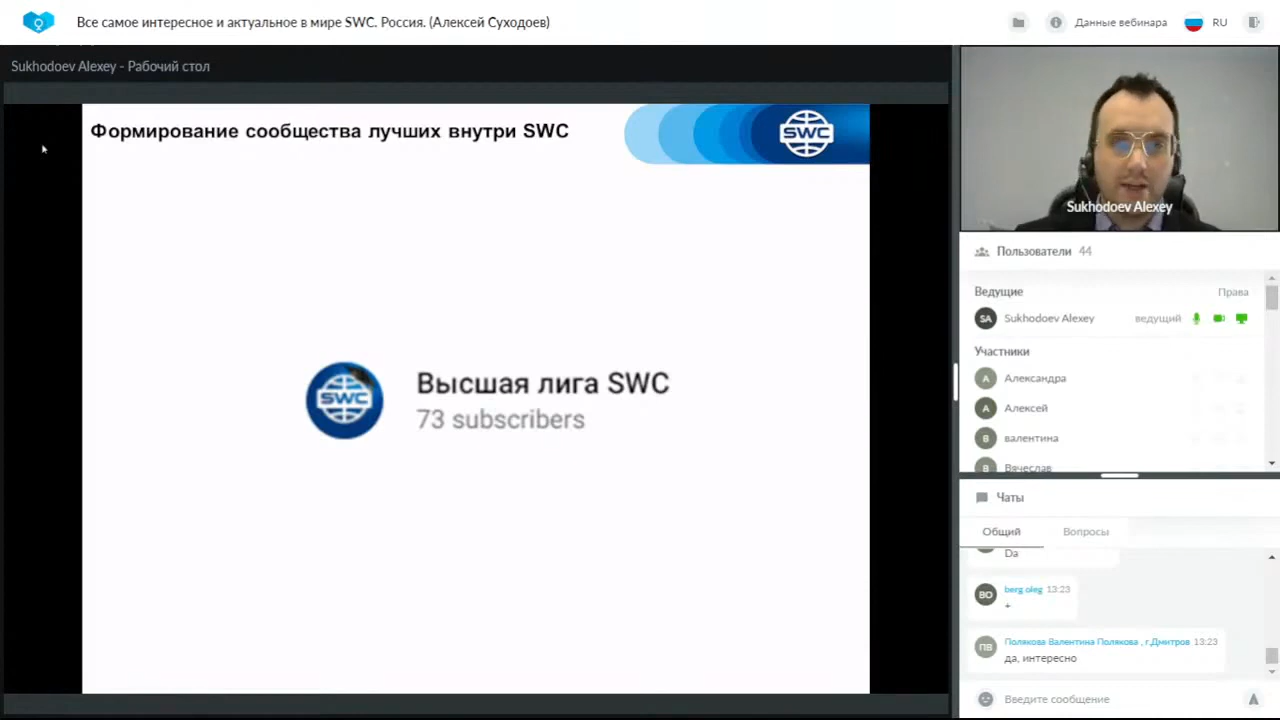 Все самое интересное и актуальное в мире SWC. Россия. (Алексей Суходоев)
Данные вебинара
RU
Sukhodoev Alexey - Рабочий стол
Формирование сообщества лучших внутри SWC
SWC
SWC
Высшая лига SWC
73 subscribers
Sukhodoev Alexey
Пользователи 44
Ведущие
Права
SA
Sukhodoev Alexey
ведущий
Участники
А
Александра
А
Алексей
В
валентина
В
Вячеслав
Чаты
Общий
Вопросы
Da
BO
berg oleg 13:23
+
ПВ
Полякова Валентина Полякова , г.Дмитров 13:23
да, интересно
Введите сообщение